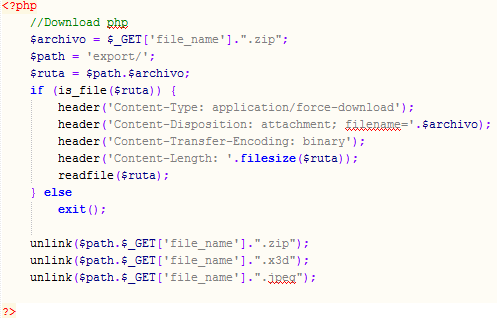 <?php
//Download php
$archivo = $_GET['file_name'].".zip";
$path = 'export/';
$ruta = $path.$archivo;
if (is_file($ruta)) {
header('Content-Type: application/force-download');
header('Content-Disposition: attachment; filename='.$archivo);
header('Content-Transfer-Encoding: binary');
header('Content-Length: '.filesize($ruta));
readfile($ruta);
} else
exit();
unlink($path.$_GET['file_name'].".zip");
unlink($path.$_GET['file_name'].".x3d");
unlink($path.$_GET['file_name'].".jpeg");
?>